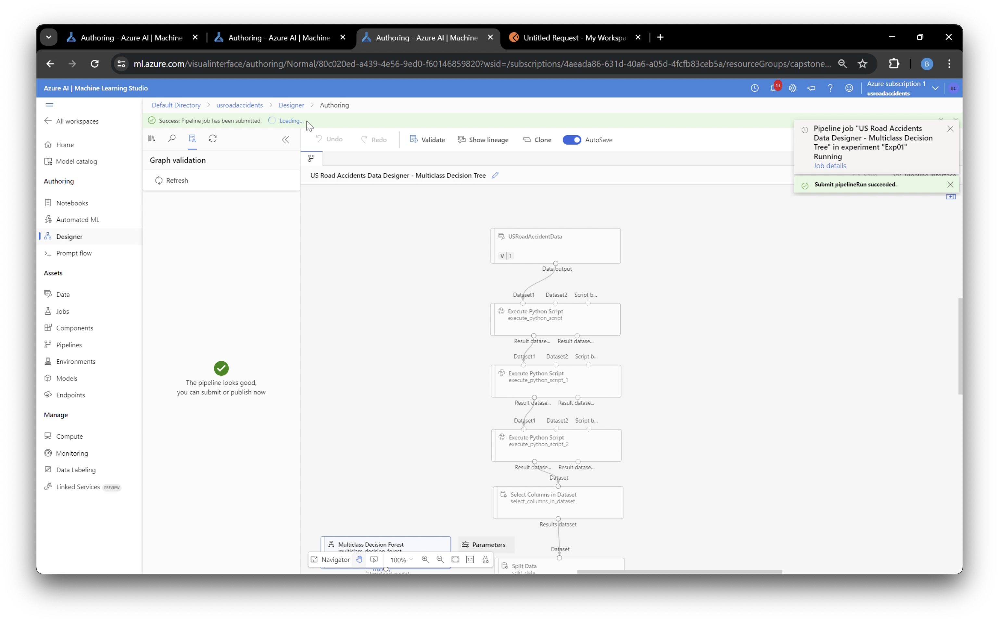 Authoring - Azure AI | Machine
Authoring - Azure AI | Machine
Authoring - Azure AI | Machine
Untitled Request - My Workspa
ml.azure.com/visualinterface/authoring/Normal/80c020ed-a439-4e56-9ed0-f60146859820?wsid=/subscriptions/4aeada86-631d-40a6-a05d-4fcfb83ceb5a/resourceGroups/capstone...
B
Azure AI | Machine Learning Studio
13
Azure subscription 1
usroadaccidents
BC
Default Directory > usroadaccidents > Designer > Authoring
Success: Pipeline job has been submitted. Loading...
All workspaces
Home
Model catalog
Authoring
Notebooks
Automated ML
Designer
Prompt flow
Assets
Data
Jobs
Components
Pipelines
Environments
Models
Endpoints
Manage
Compute
Monitoring
Data Labeling
Linked Services PREVIEW
Graph validation
Refresh
The pipeline looks good,
you can submit or publish now
Undo Redo Validate Show lineage Clone AutoSave
Pipeline job "US Road Accidents
Data Designer - Multiclass Decision
Tree" in experiment "Exp01"
Running
Job details
Submit pipelineRun succeeded.
US Road Accidents Data Designer - Multiclass Decision Tree
USRoadAccidentData
V | 1
Data output
Dataset1 Dataset2 Script b...
Execute Python Script
execute_python_script
Result datase... Result datase...
Dataset1 Dataset2 Script b...
Execute Python Script
execute_python_script_1
Result datase... Result datase...
Dataset1 Dataset2 Script b...
Execute Python Script
execute_python_script_2
Result datase... Result datase...
Dataset
Select Columns in Dataset
select_columns_in_dataset
Results dataset
Dataset
Multiclass Decision Forest
multiclass_decision_forest
Parameters
Navigator 100% 1:1
Split Data
split_data
Untrained model